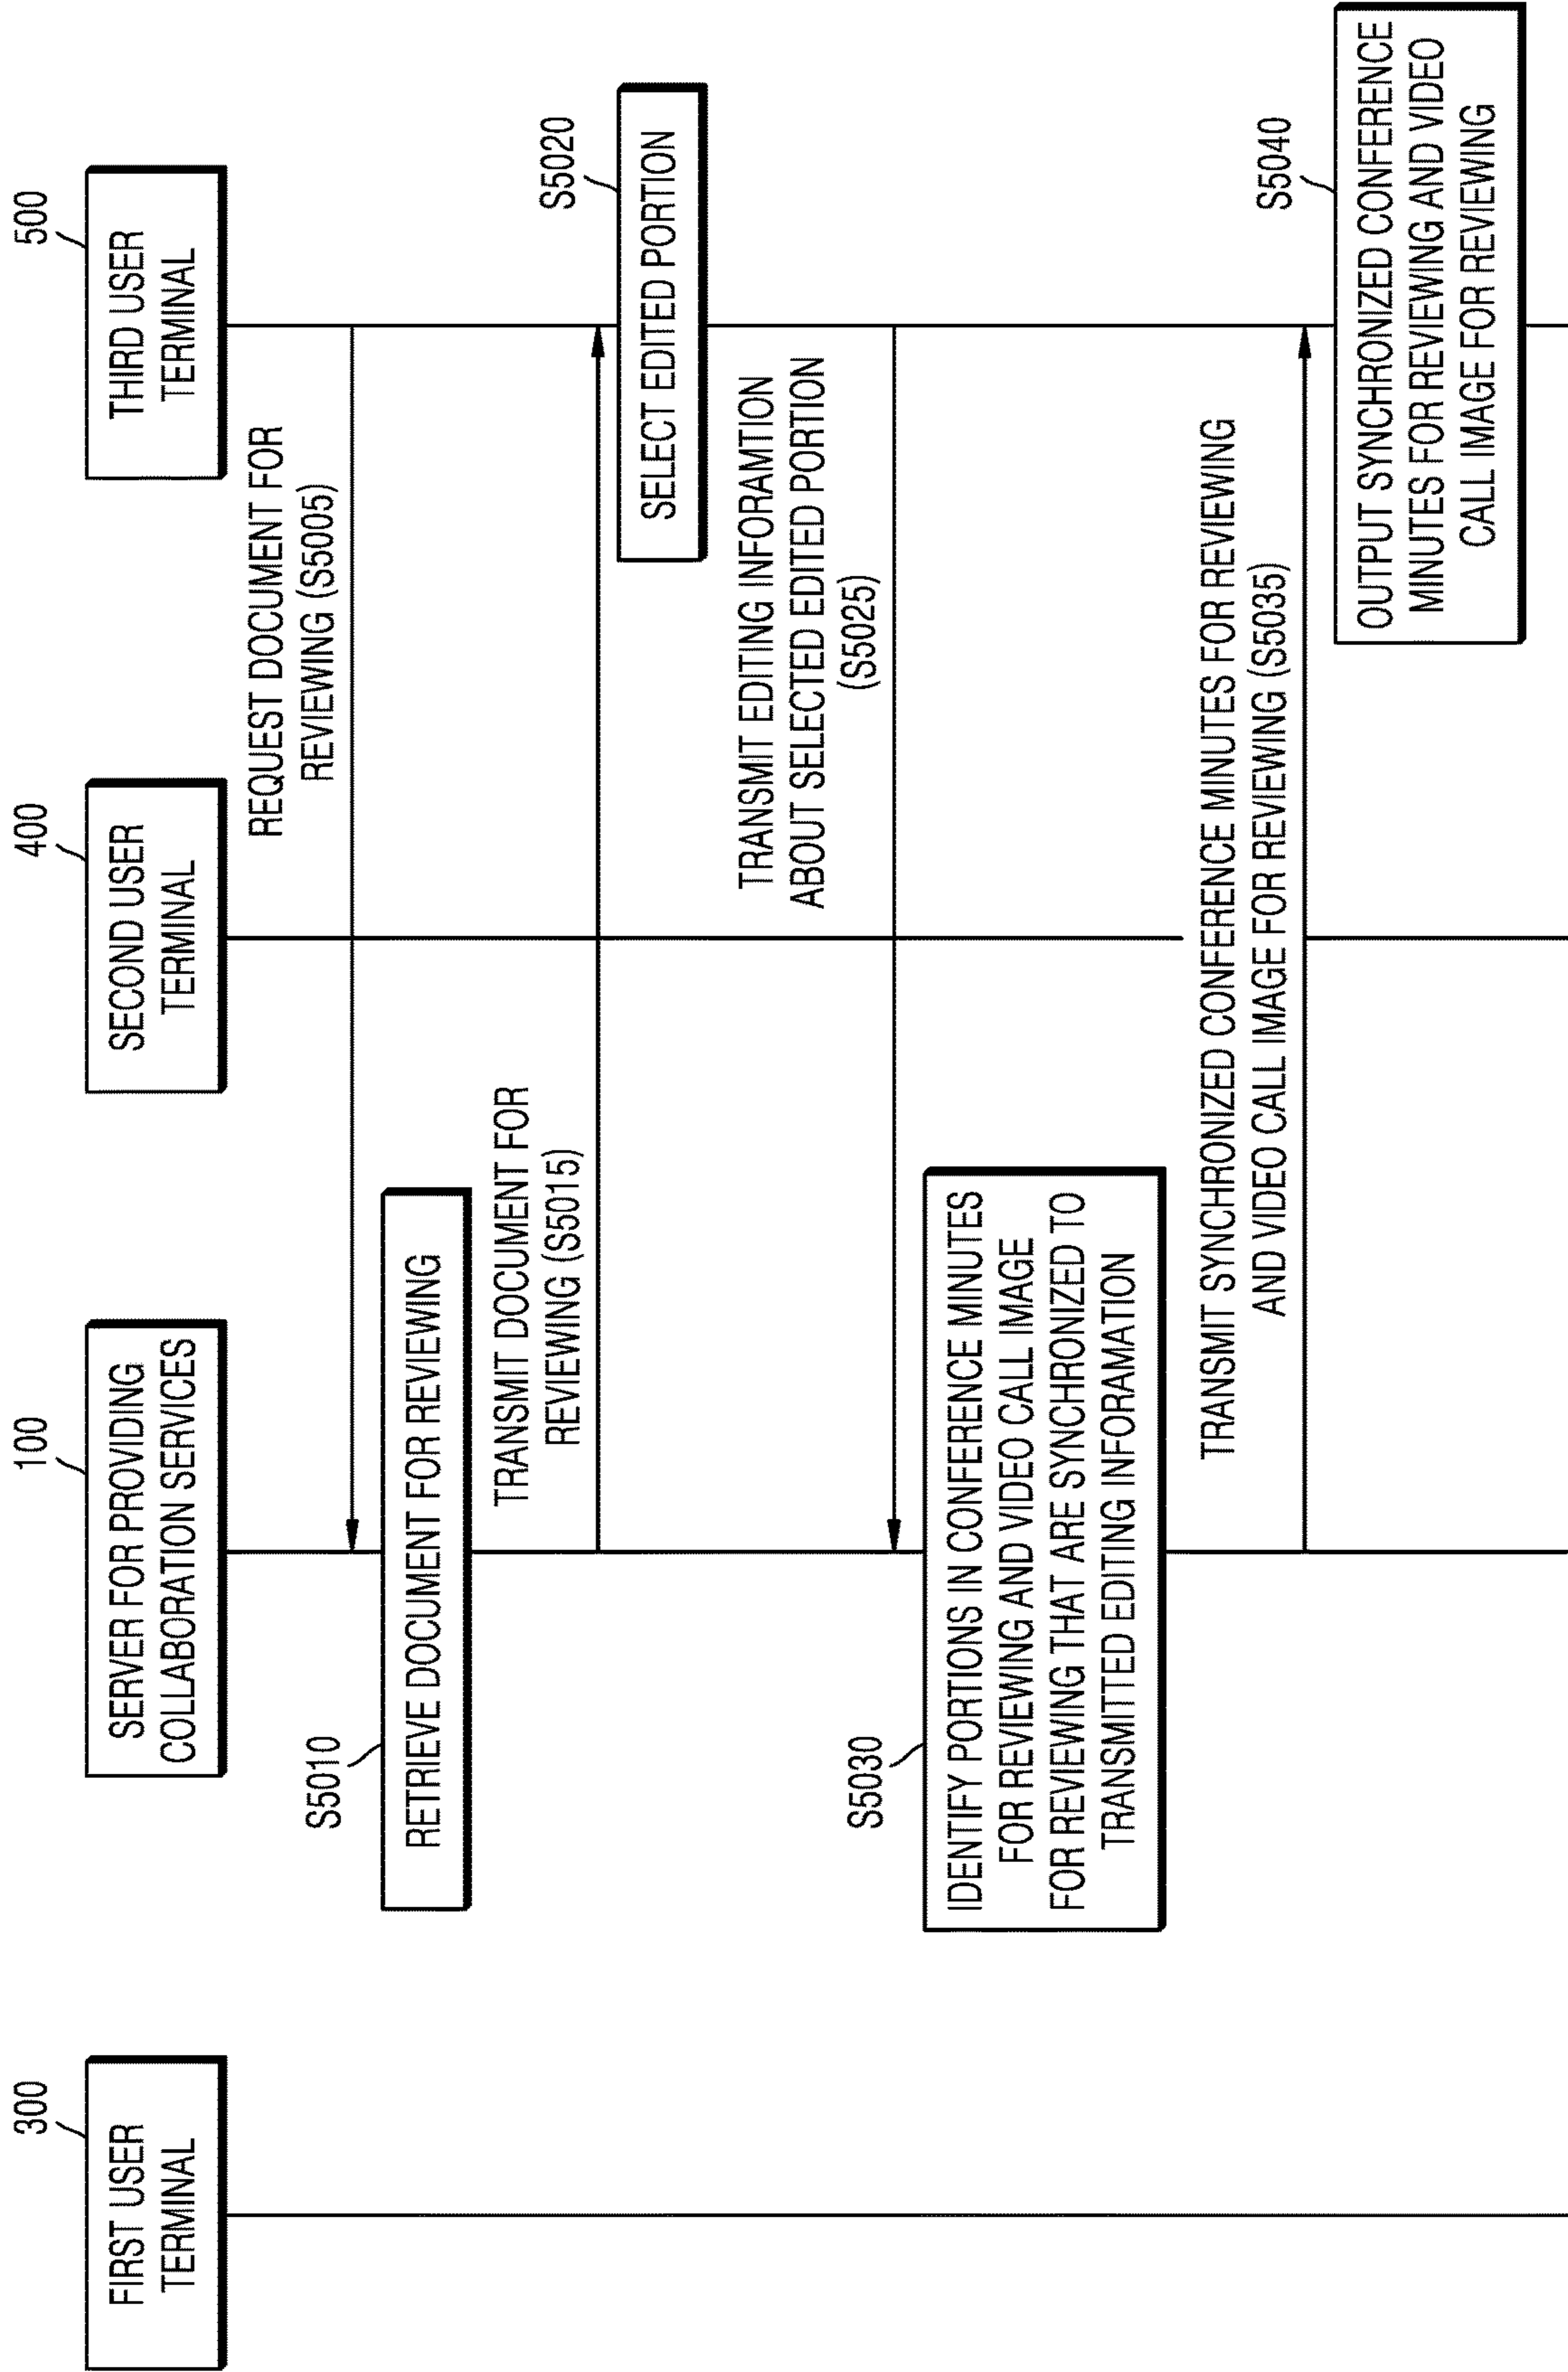 300
FIRST USER
TERMINAL
100
SERVER FOR PROVIDING
COLLABORATION SERVICES
400
SECOND USER
TERMINAL
500
THIRD USER
TERMINAL
REQUEST DOCUMENT FOR
REVIEWING (S5005)
S5010
RETRIEVE DOCUMENT FOR REVIEWING
TRANSMIT DOCUMENT FOR
REVIEWING (S5015)
S5020
SELECT EDITED PORTION
TRANSMIT EDITING INFORAMTION
ABOUT SELECTED EDITED PORTION
(S5025)
S5030
IDENTIFY PORTIONS IN CONFERENCE MINUTES
FOR REVIEWING AND VIDEO CALL IMAGE
FOR REVIEWING THAT ARE SYNCHRONIZED TO
TRANSMITTED EDITING INFORAMATION
TRANSMIT SYNCHRONIZED CONFERENCE MINUTES FOR REVIEWING
AND VIDEO CALL IMAGE FOR REVIEWING (S5035)
S5040
OUTPUT SYNCHRONIZED CONFERENCE
MINUTES FOR REVIEWING AND VIDEO
CALL IMAGE FOR REVIEWING